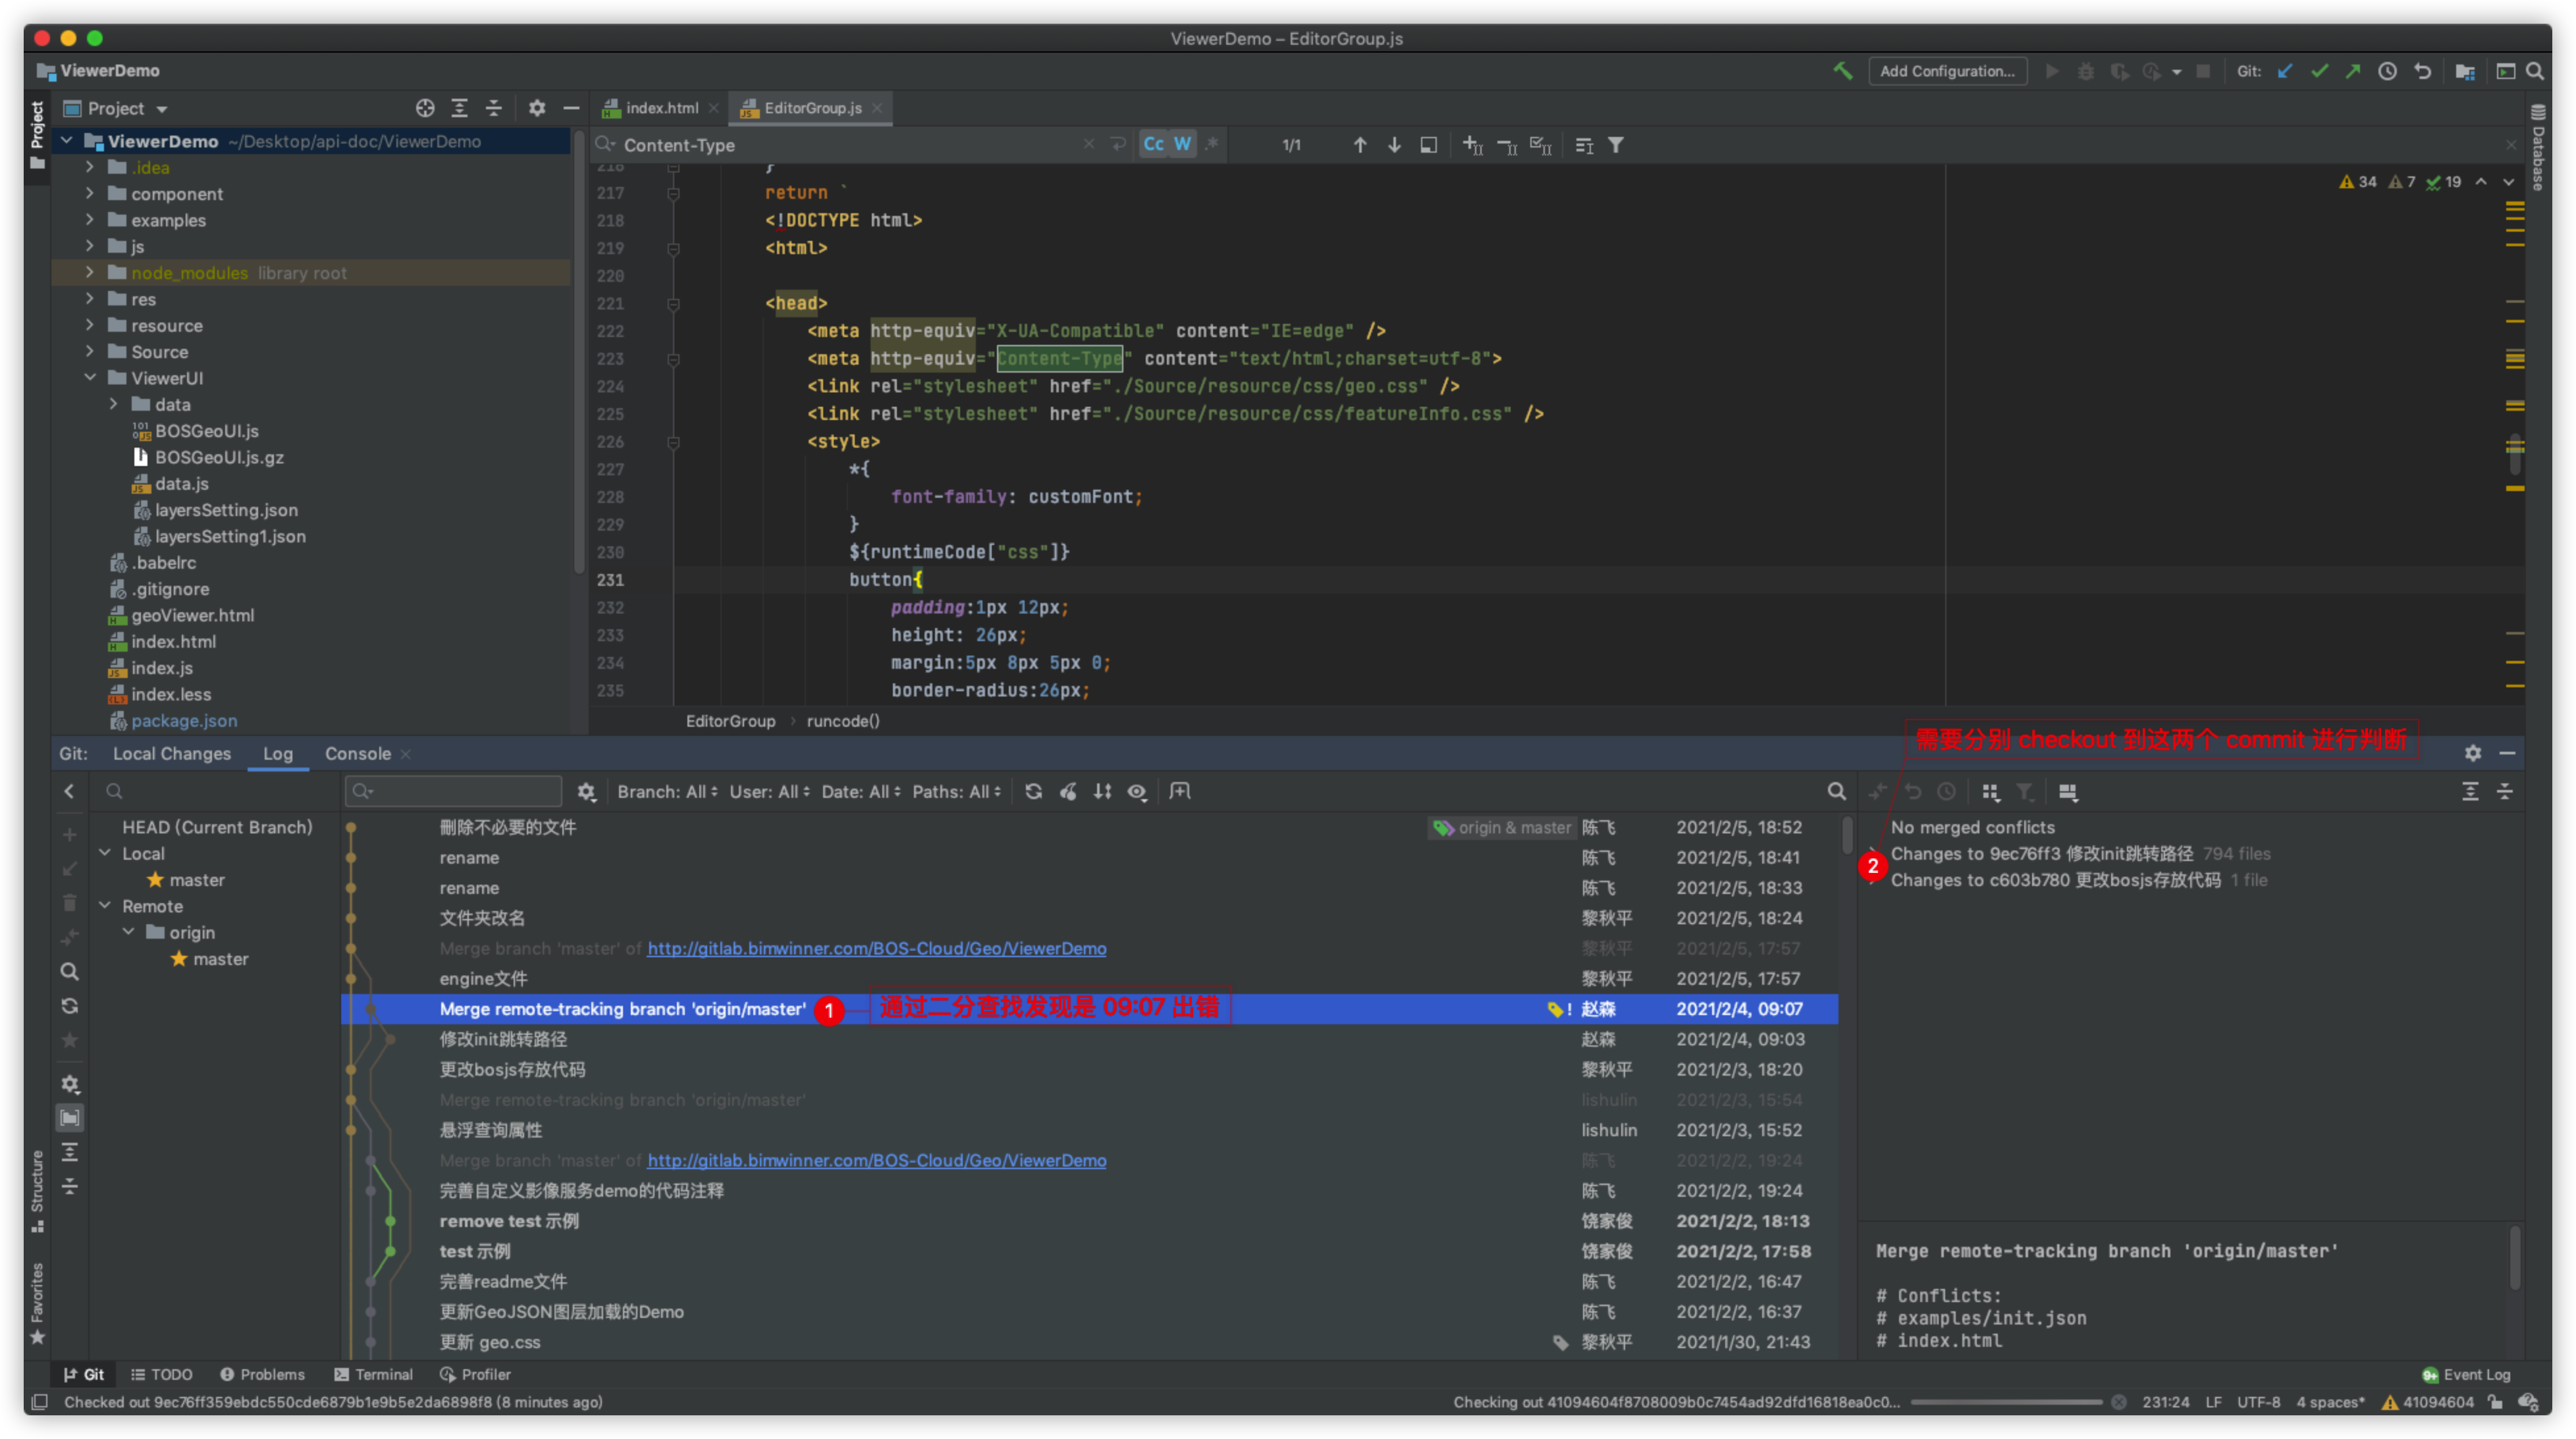 ViewerDemo – EditorGroup.js
ViewerDemo
Add Configuration...
Git:
Project
index.html
EditorGroup.js
Project
Database
ViewerDemo ~/Desktop/api-doc/ViewerDemo
.idea
component
examples
js
node_modules library root
res
resource
Source
ViewerUI
data
BOSGeoUI.js
BOSGeoUI.js.gz
data.js
layersSetting.json
layersSetting1.json
.babelrc
.gitignore
geoViewer.html
index.html
index.js
index.less
package.json
Content-Type
Cc W .*
1/1
34 7 19
216 }
217 return `
218 <!DOCTYPE html>
219 <html>
220
221 <head>
222 <meta http-equiv="X-UA-Compatible" content="IE=edge" />
223 <meta http-equiv="Content-Type" content="text/html;charset=utf-8">
224 <link rel="stylesheet" href="./Source/resource/css/geo.css" />
225 <link rel="stylesheet" href="./Source/resource/css/featureInfo.css" />
226 <style>
227 *{
228 font-family: customFont;
229 }
230 ${runtimeCode["css"]}
231 button{
232 padding:1px 12px;
233 height: 26px;
234 margin:5px 8px 5px 0;
235 border-radius:26px;
EditorGroup › runcode()
需要分别 checkout 到这两个 commit 进行判断
Git: Local Changes Log Console
Branch: All User: All Date: All Paths: All
HEAD (Current Branch)
Local
master
Remote
origin
master
删除不必要的文件 origin & master 陈飞 2021/2/5, 18:52
rename 陈飞 2021/2/5, 18:41
rename 陈飞 2021/2/5, 18:33
文件夹改名 黎秋平 2021/2/5, 18:24
Merge branch 'master' of http://gitlab.bimwinner.com/BOS-Cloud/Geo/ViewerDemo 黎秋平 2021/2/5, 17:57
engine文件 黎秋平 2021/2/5, 17:57
Merge remote-tracking branch 'origin/master' 1 通过二分查找发现是 09:07 出错 ! 赵森 2021/2/4, 09:07
修改init跳转路径 赵森 2021/2/4, 09:03
更改bosjs存放代码 黎秋平 2021/2/3, 18:20
Merge remote-tracking branch 'origin/master' lishulin 2021/2/3, 15:54
悬浮查询属性 lishulin 2021/2/3, 15:52
Merge branch 'master' of http://gitlab.bimwinner.com/BOS-Cloud/Geo/ViewerDemo 陈飞 2021/2/2, 19:24
完善自定义影像服务demo的代码注释 陈飞 2021/2/2, 19:24
remove test 示例 饶家俊 2021/2/2, 18:13
test 示例 饶家俊 2021/2/2, 17:58
完善readme文件 陈飞 2021/2/2, 16:47
更新GeoJSON图层加载的Demo 陈飞 2021/2/2, 16:37
更新 geo.css 黎秋平 2021/1/30, 21:43
No merged conflicts
2
Changes to 9ec76ff3 修改init跳转路径 794 files
Changes to c603b780 更改bosjs存放代码 1 file
Merge remote-tracking branch 'origin/master'
# Conflicts:
# examples/init.json
# index.html
Structure
Favorites
Git TODO Problems Terminal Profiler
9+ Event Log
Checked out 9ec76ff359ebdc550cde6879b1e9b5e2da6898f8 (8 minutes ago)
Checking out 41094604f8708009b0c7454ad92dfd16818ea0c0... 231:24 LF UTF-8 4 spaces* 41094604